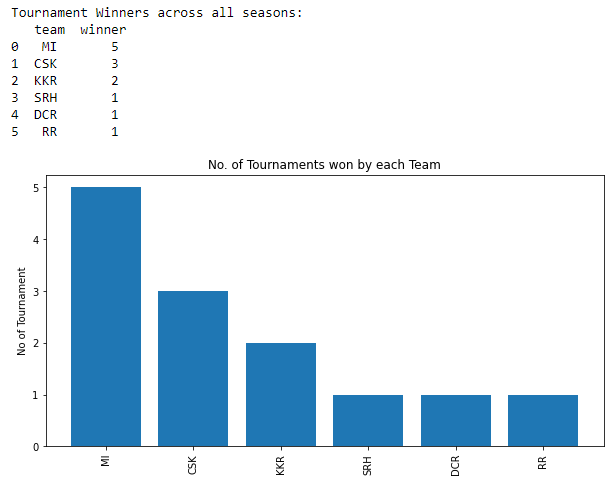 Tournament Winners across all seasons:
team winner
0 MI 5
1 CSK 3
2 KKR 2
3 SRH 1
4 DCR 1
5 RR 1
No. of Tournaments won by each Team
5
4
3
2
1
0
No of Tournament
MI
CSK
KKR
SRH
DCR
RR